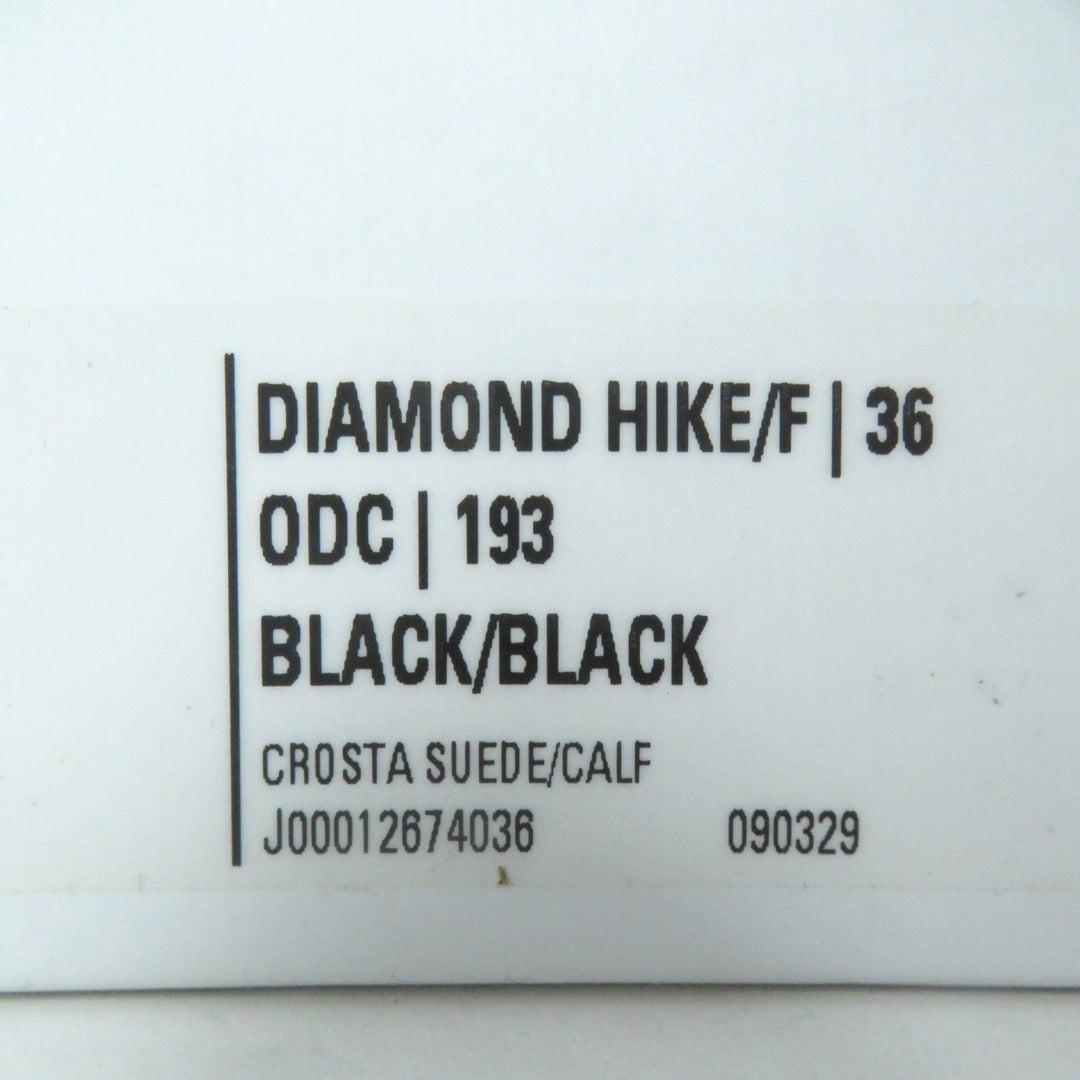 DIAMOND HIKE/F | 36
ODC | 193
BLACK/BLACK
CROSTA SUEDE/CALF
J00012674036 090329